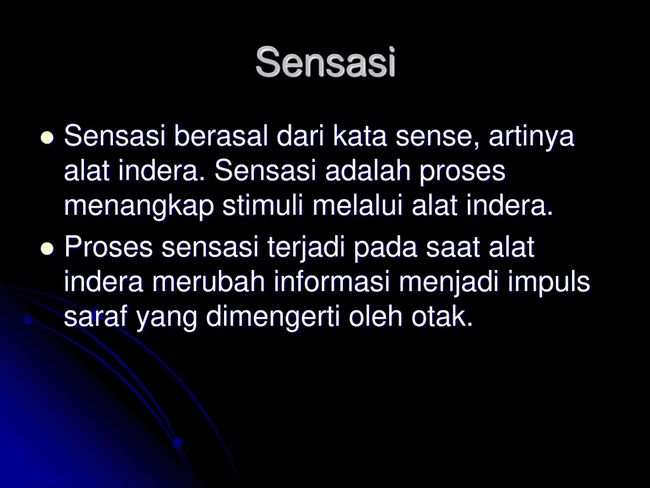 Sensasi
Sensasi berasal dari kata sense, artinya
alat indera. Sensasi adalah proses
menangkap stimuli melalui alat indera.
Proses sensasi terjadi pada saat alat
indera merubah informasi menjadi impuls
saraf yang dimengerti oleh otak.